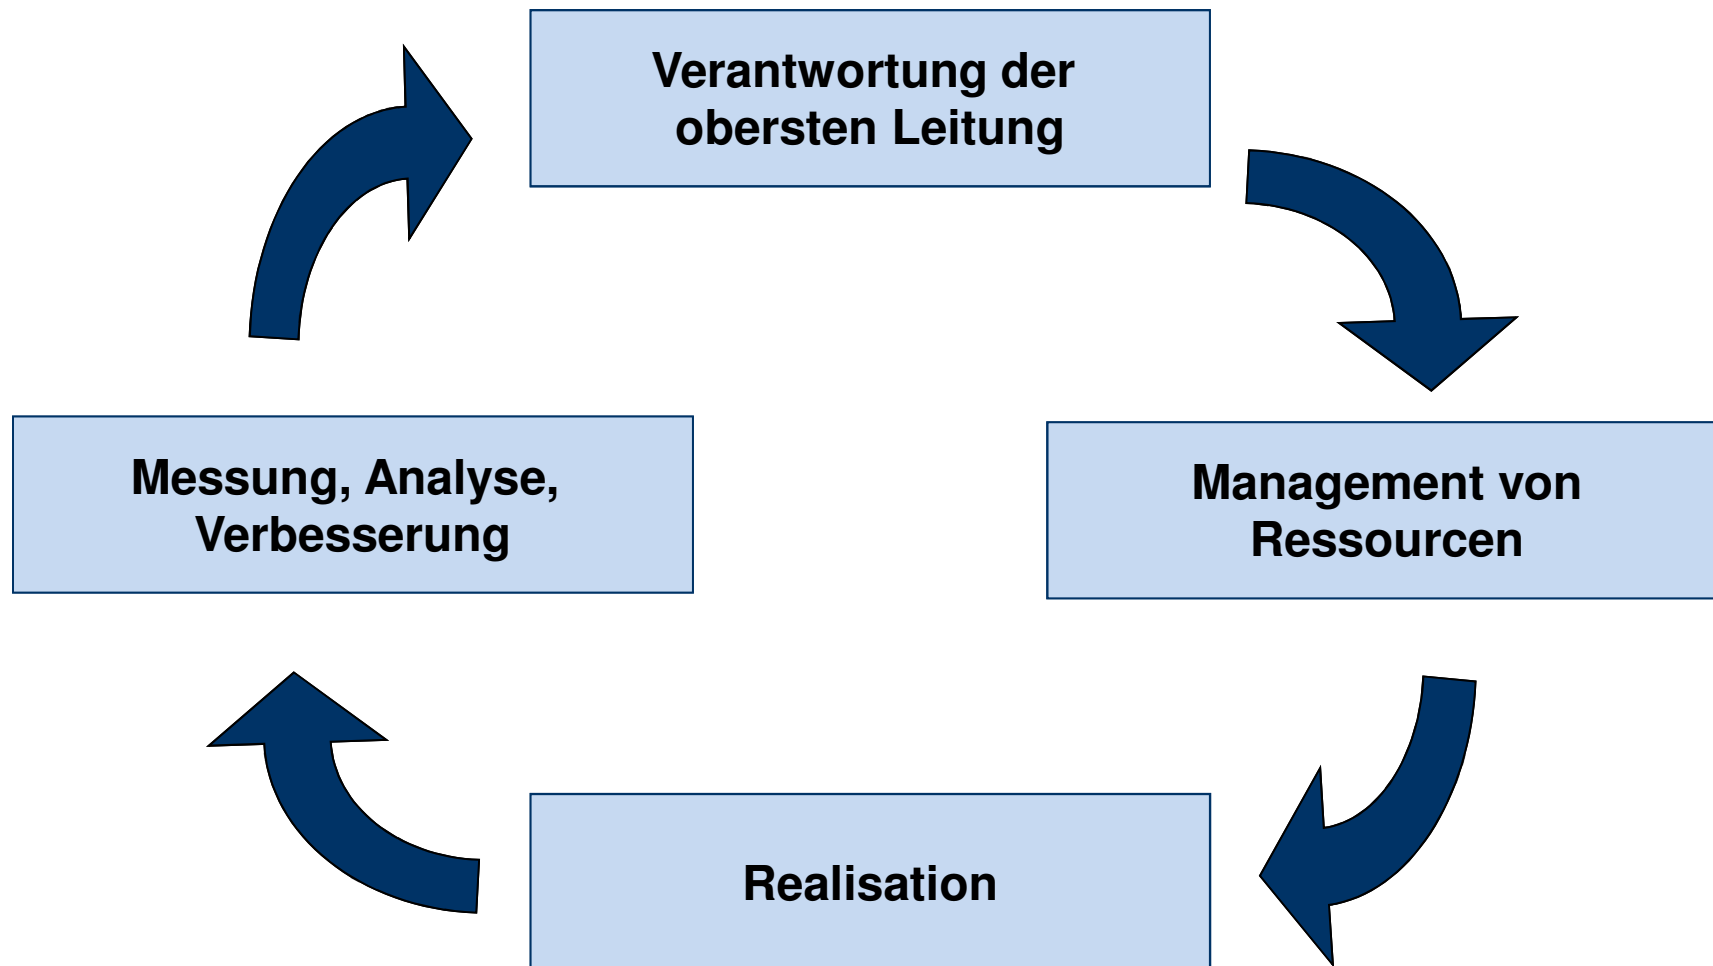 Verantwortung der
obersten Leitung
Messung, Analyse,
Verbesserung
Management von
Ressourcen
Realisation